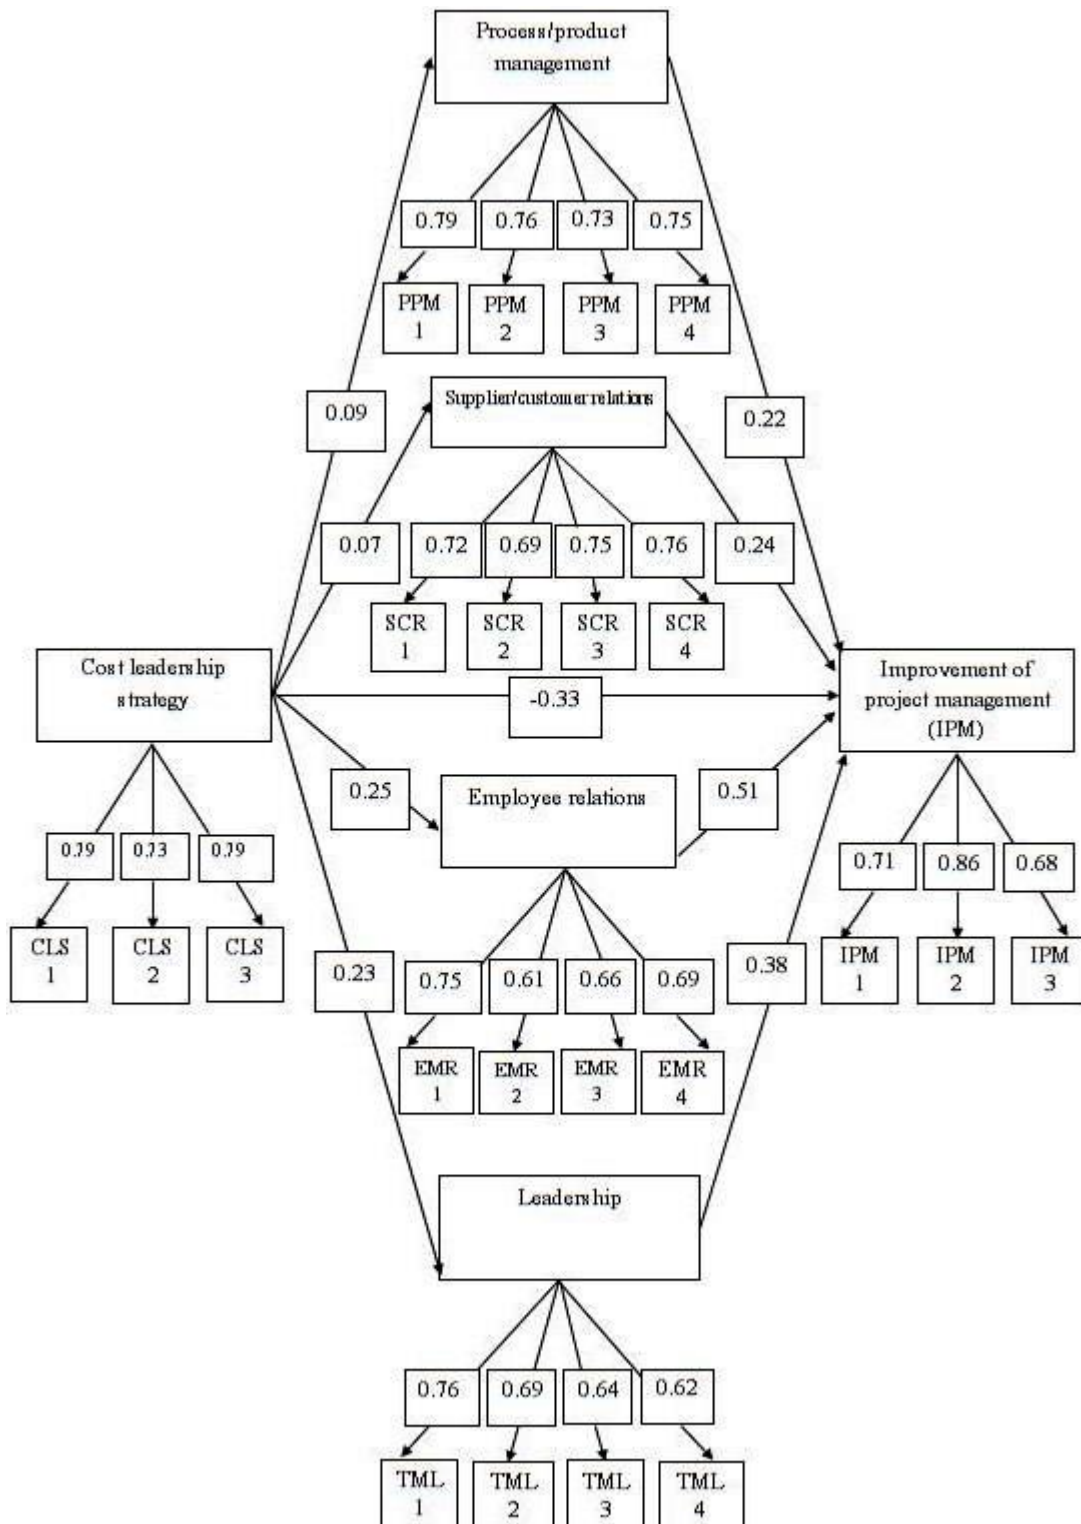 Process/product
management
0.79 0.76 0.73 0.75
PPM PPM PPM PPM
1 2 3 4
0.09
Supplier/customer relations
0.22
0.07 0.72 0.69 0.75 0.76 0.24
SCR SCR SCR SCR
1 2 3 4
Cost leadership
strategy
-0.33
Improvement of
project management
(IPM)
0.25
Employee relations
0.51
0.79 0.73 0.79
0.71 0.86 0.68
CLS CLS CLS
1 2 3
0.23
0.75 0.61 0.66 0.69
0.38
IPM IPM IPM
1 2 3
EMR EMR EMR EMR
1 2 3 4
Leadership
0.76 0.69 0.64 0.62
TML TML TML TML
1 2 3 4